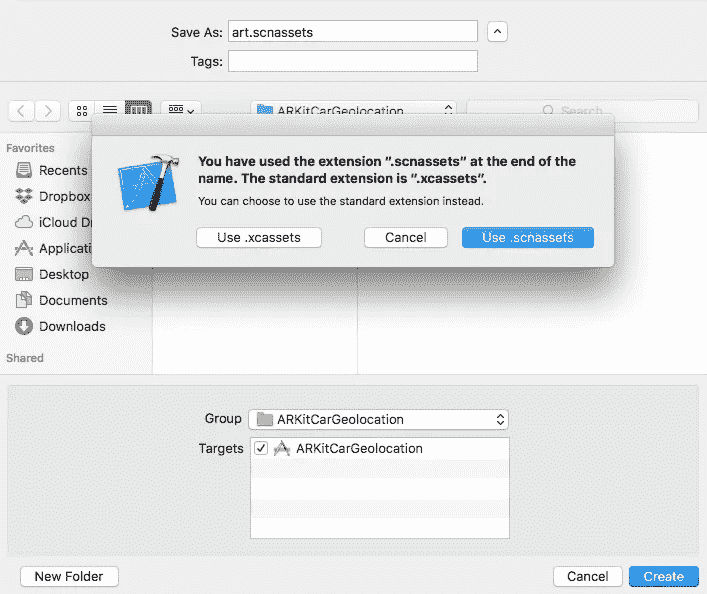 Save As: art.scnassets
Tags:
ARKitCarGeolocation
Search
Favorites
Recents
Dropbox
iCloud Dr
Applicati
Desktop
Documents
Downloads
Shared
You have used the extension “.scnassets” at the end of the
name. The standard extension is “.xcassets”.
You can choose to use the standard extension instead.
Use .xcassets Cancel Use .scnassets
Group ARKitCarGeolocation
Targets ARKitCarGeolocation
New Folder Cancel Create